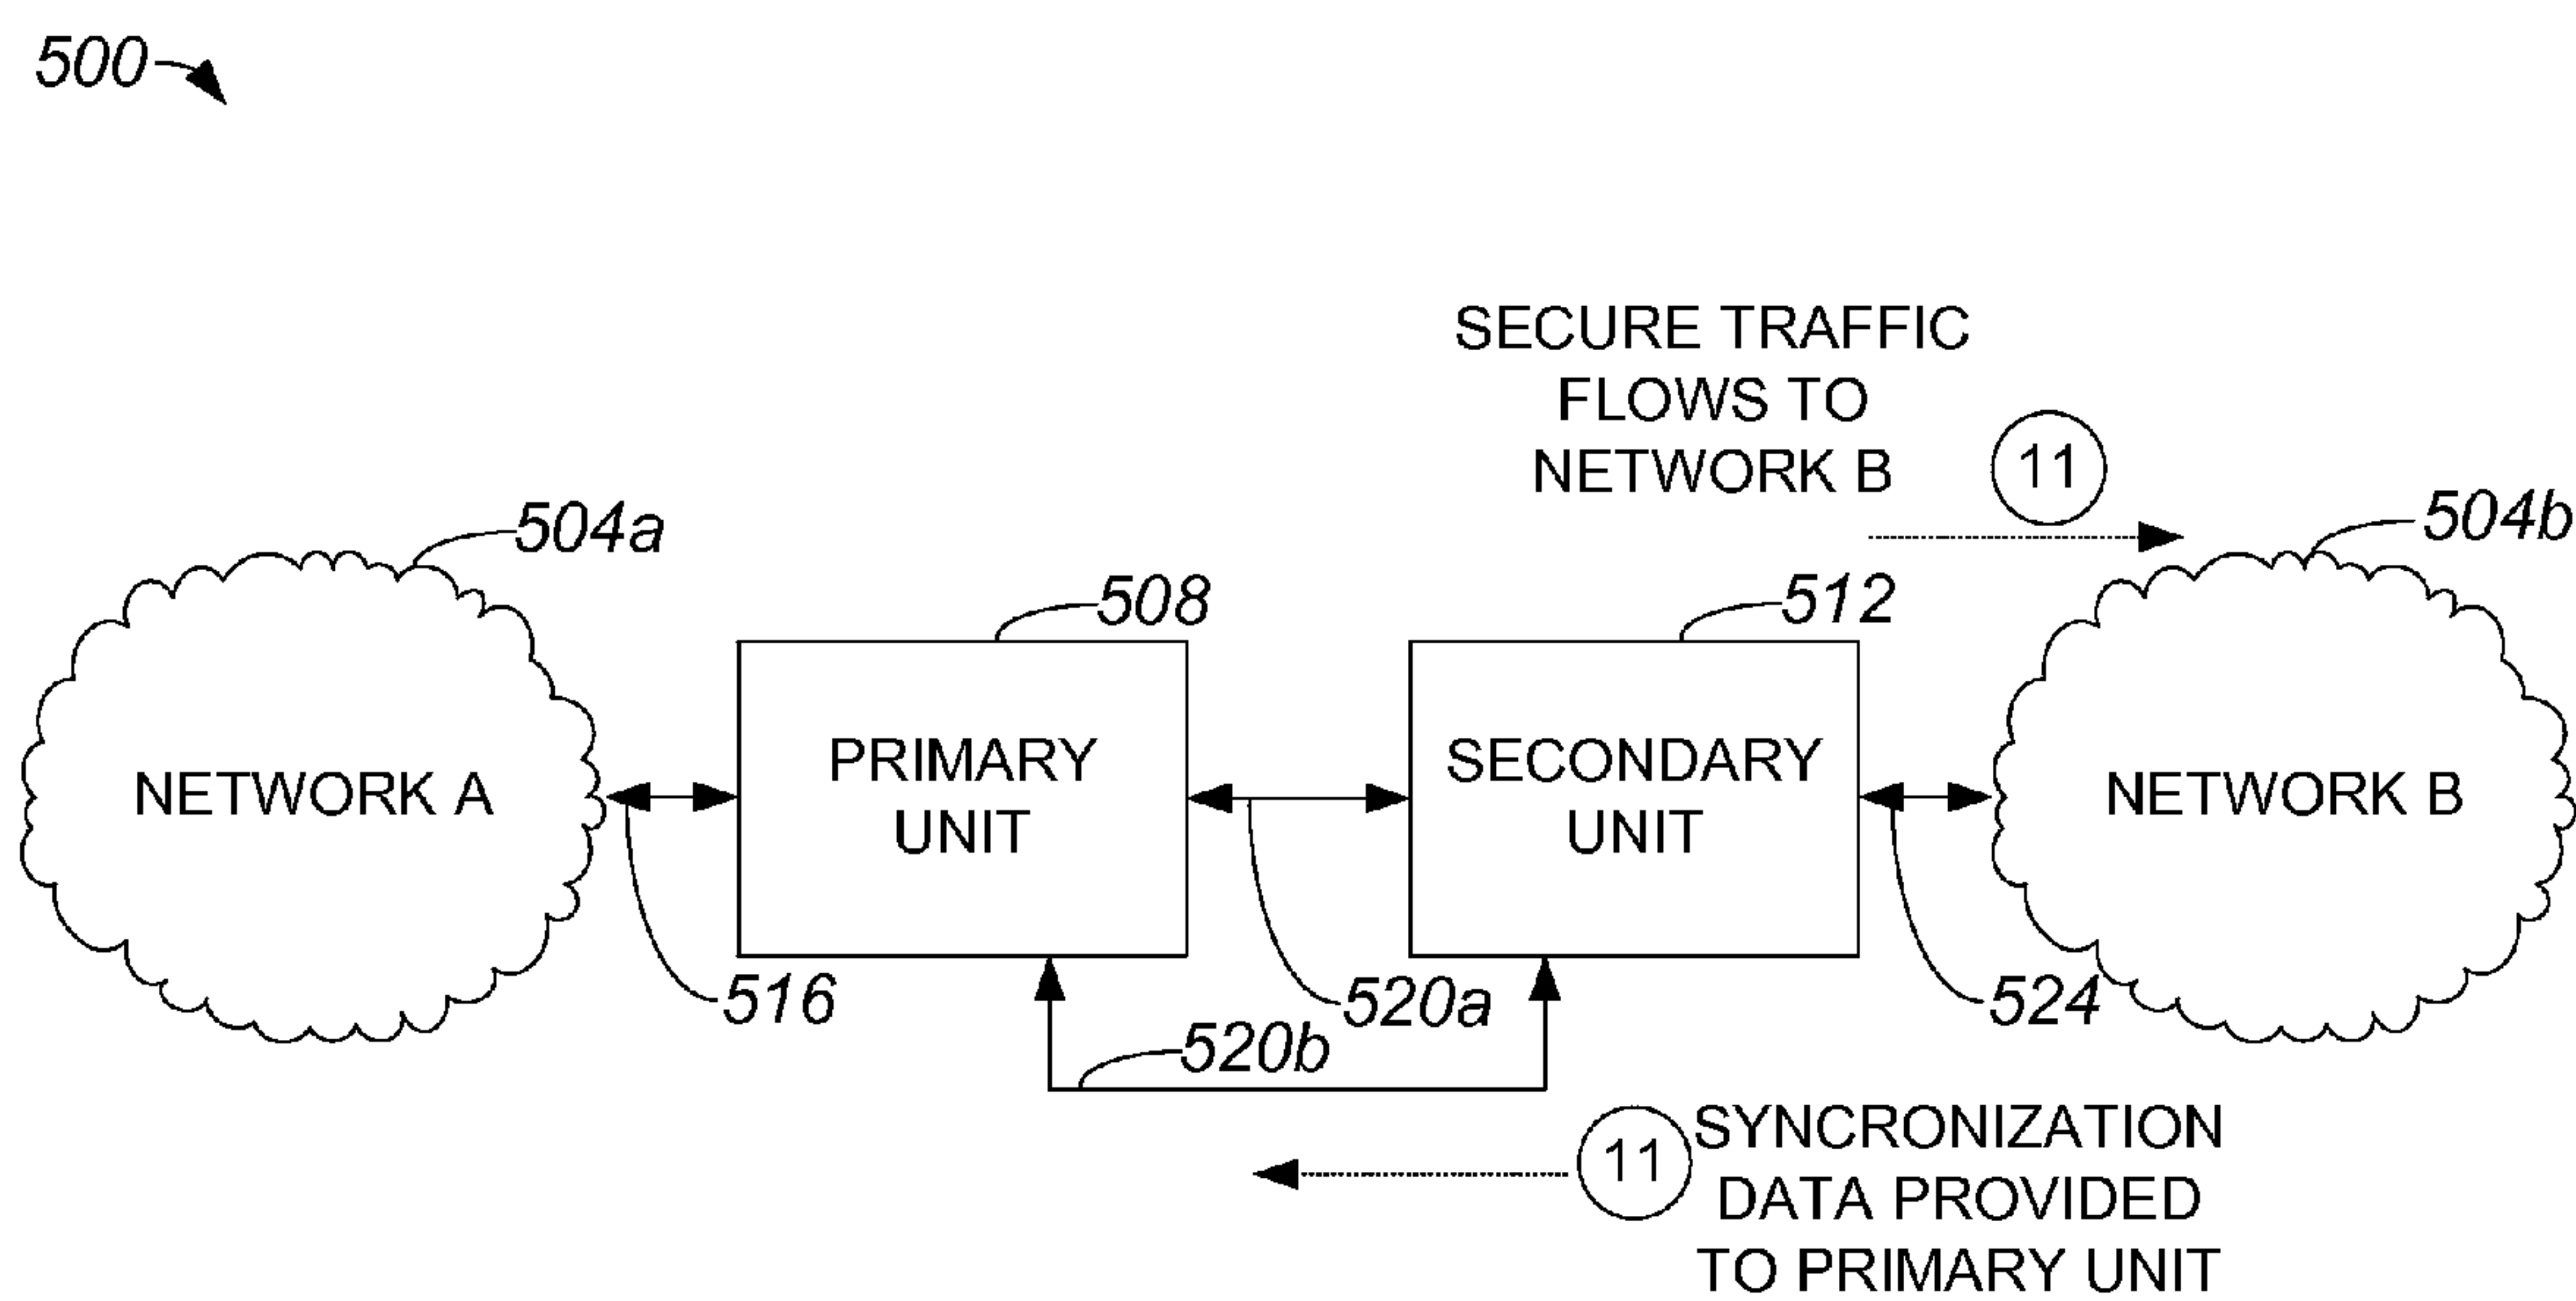 500
SECURE TRAFFIC
FLOWS TO
NETWORK B
11
504a
504b
508
512
NETWORK A
PRIMARY
UNIT
SECONDARY
UNIT
NETWORK B
516
520a
524
520b
11
SYNCRONIZATION
DATA PROVIDED
TO PRIMARY UNIT